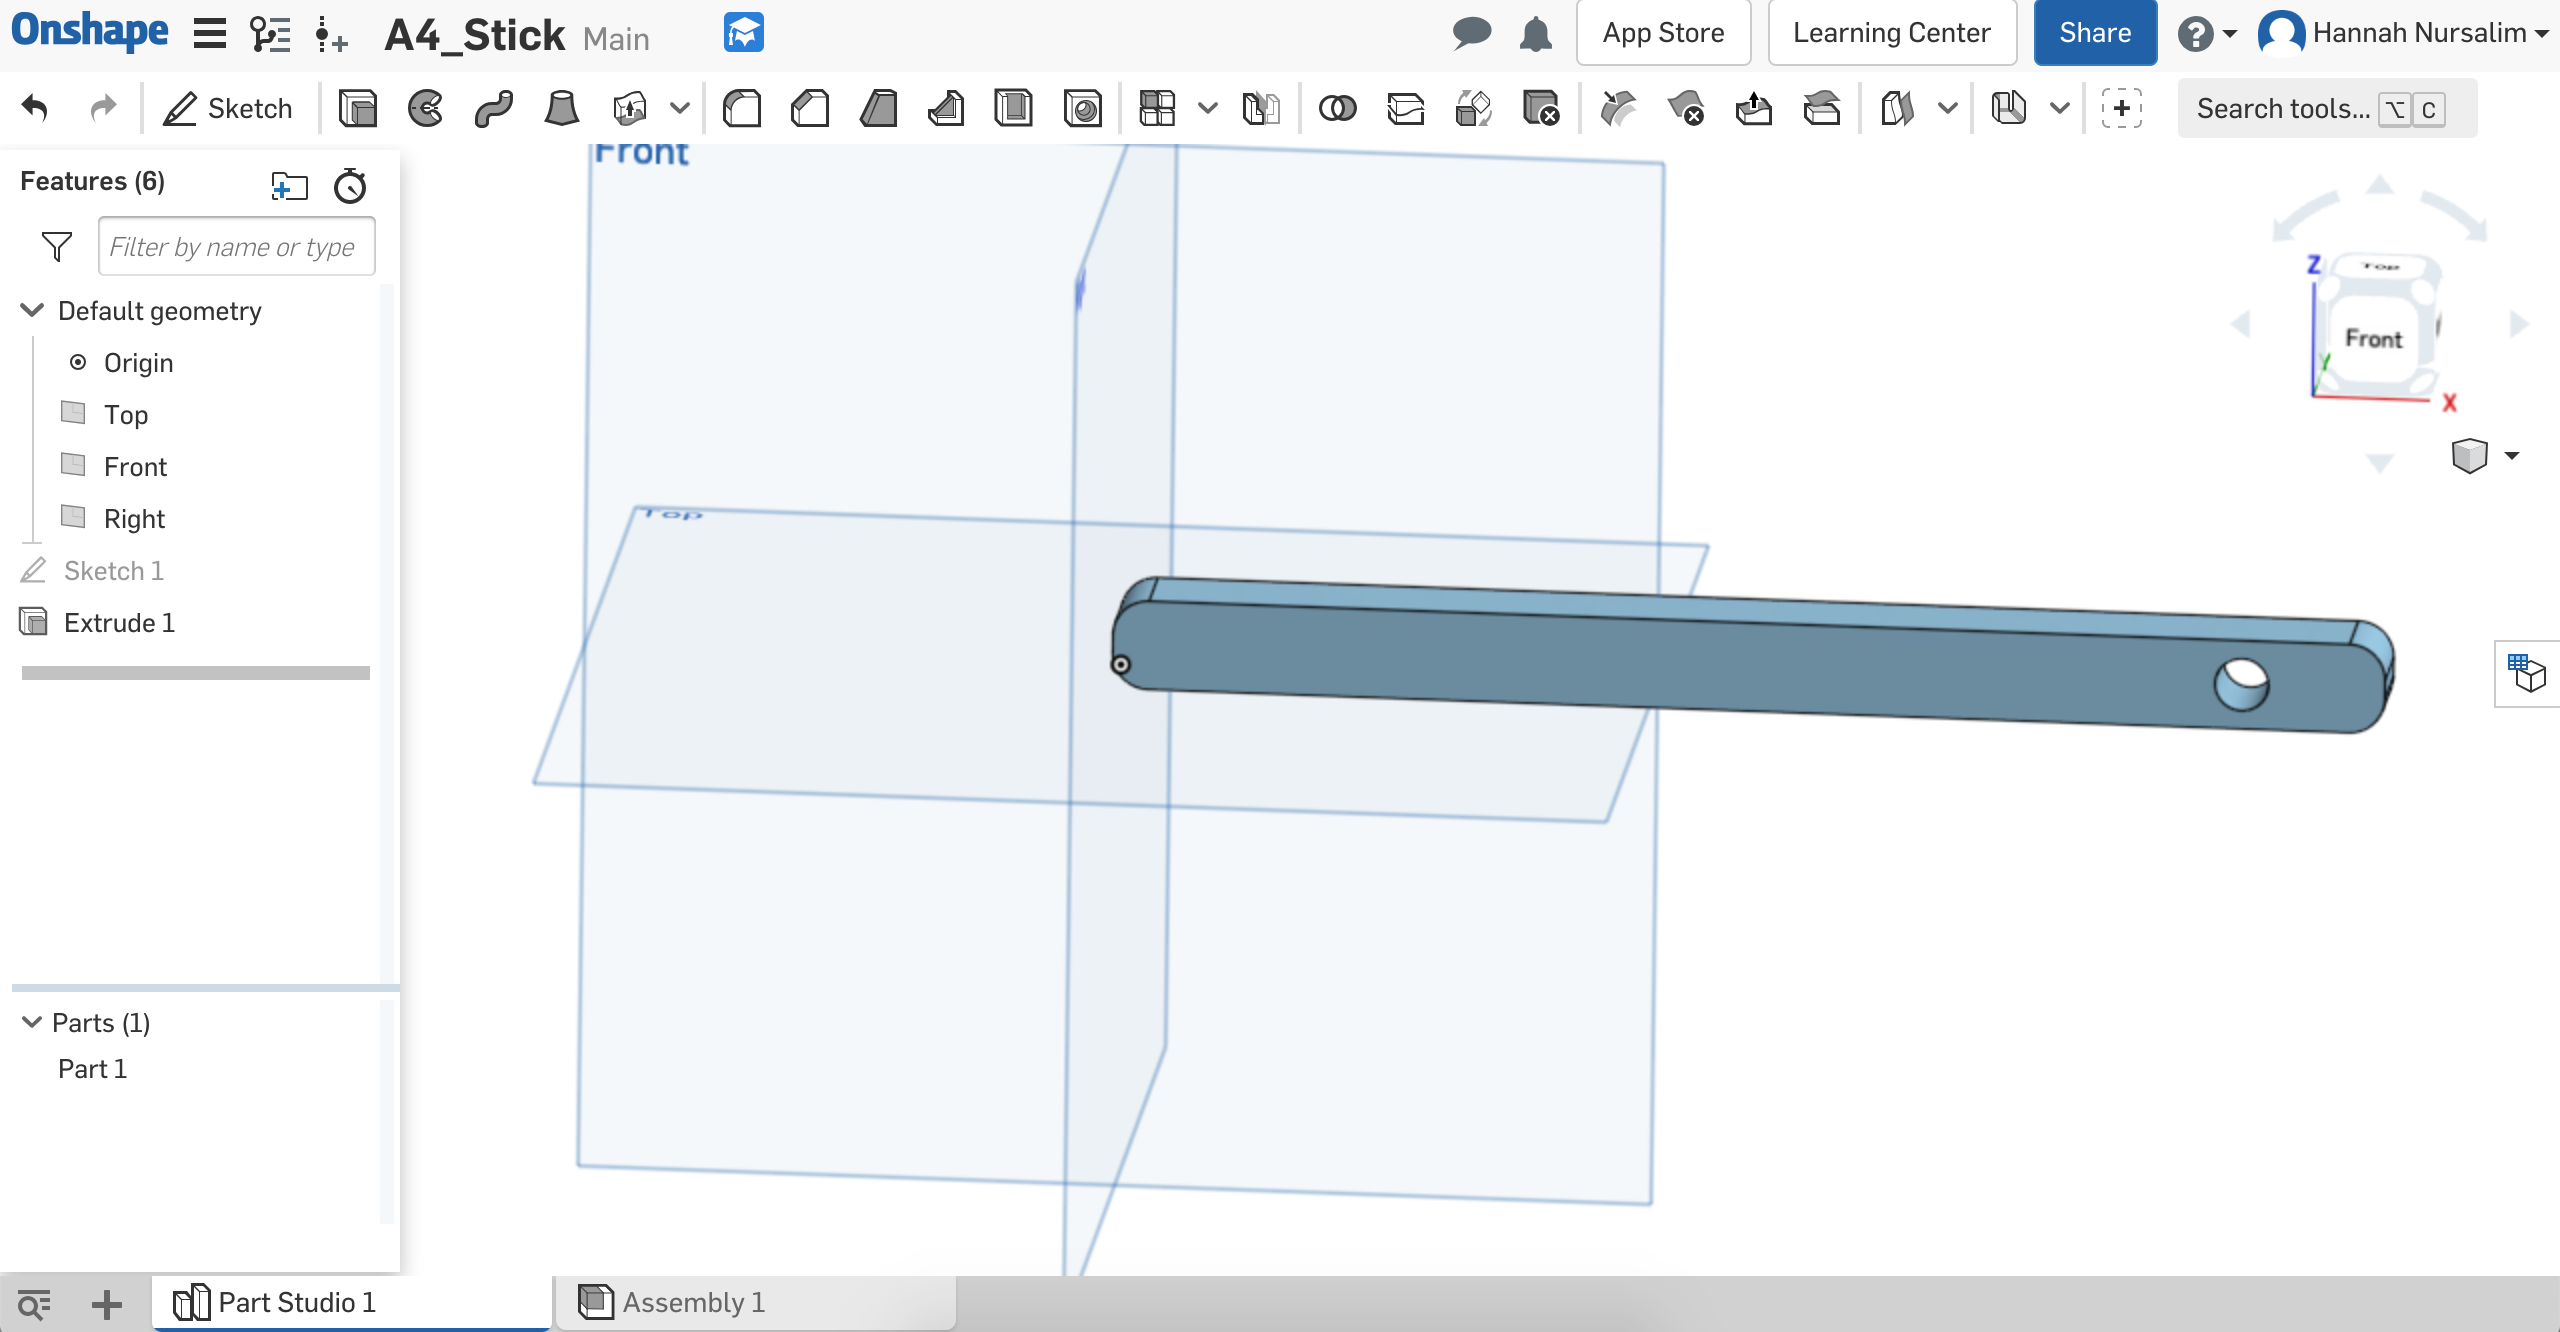 Onshape A4_Stick Main App Store Learning Center Share ? Hannah Nursalim
Sketch Search tools... ⌥ C
Features (6)
Filter by name or type
Default geometry
Origin
Top
Front
Right
Sketch 1
Extrude 1
Parts (1)
Part 1
Front
Top
Top
Front
Z
Y
X
Part Studio 1 Assembly 1